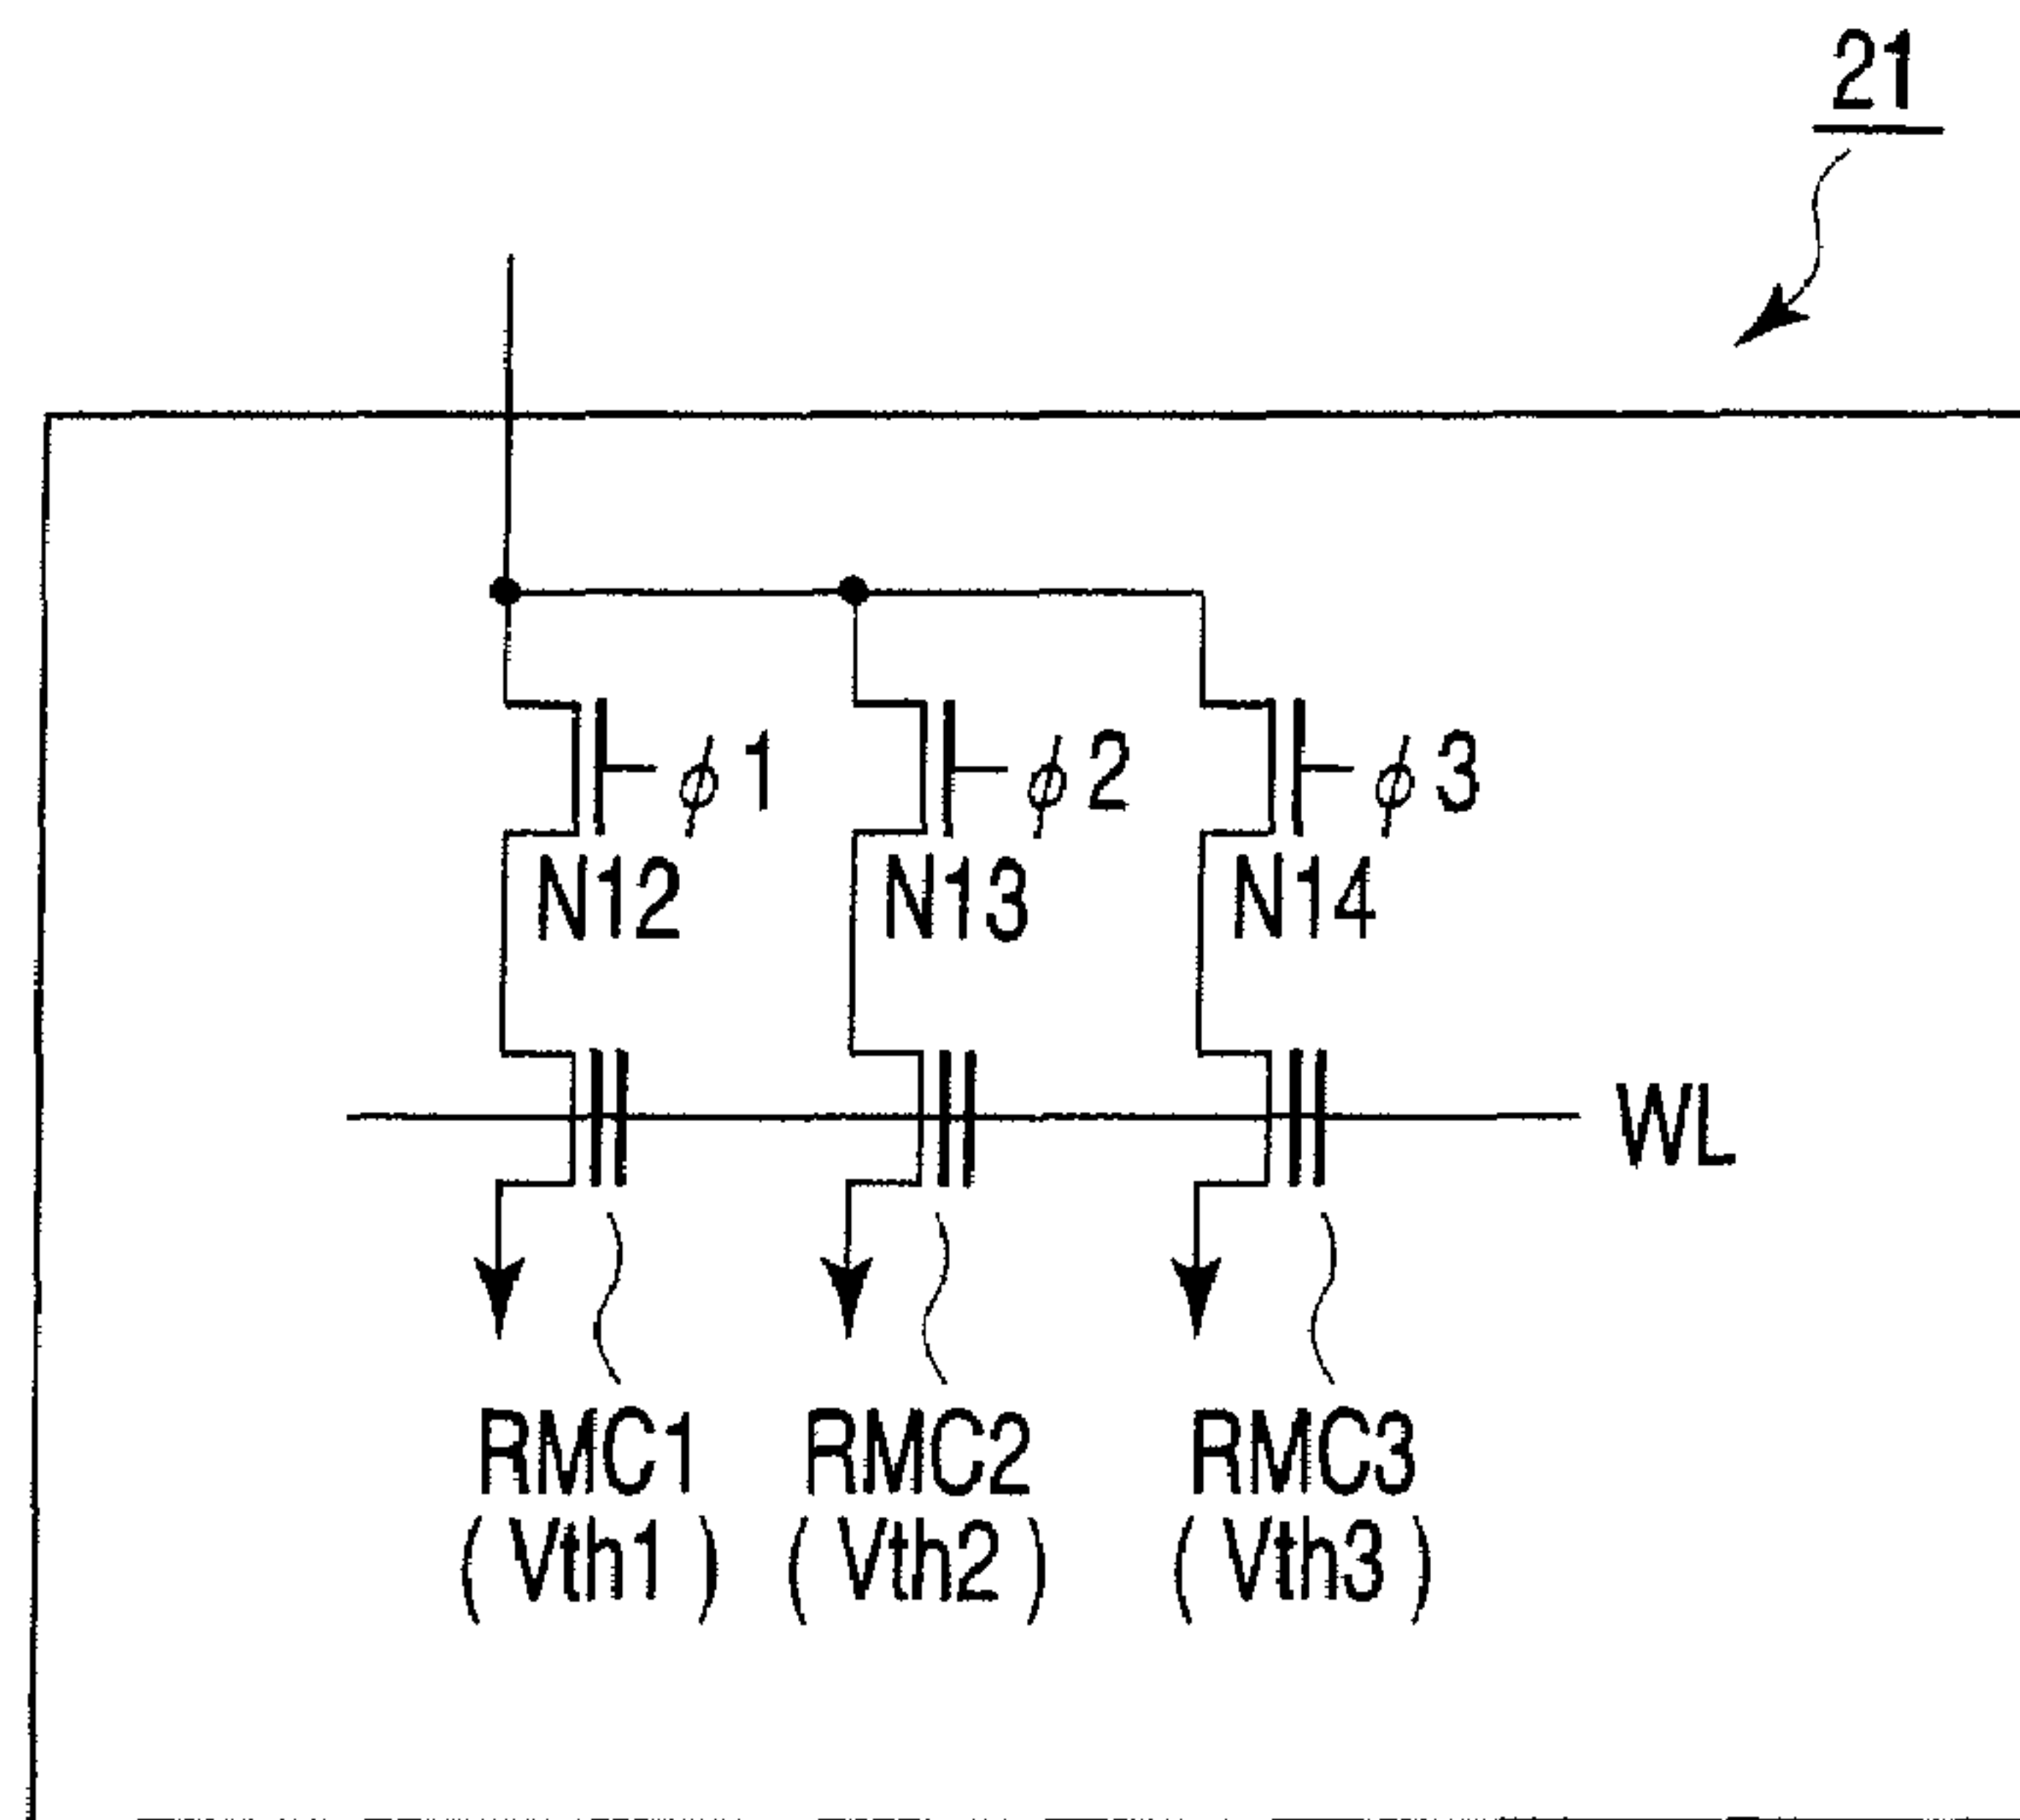 21
ϕ1 ϕ2 ϕ3
N12 N13 N14
WL
RMC1 RMC2 RMC3
(Vth1) (Vth2) (Vth3)